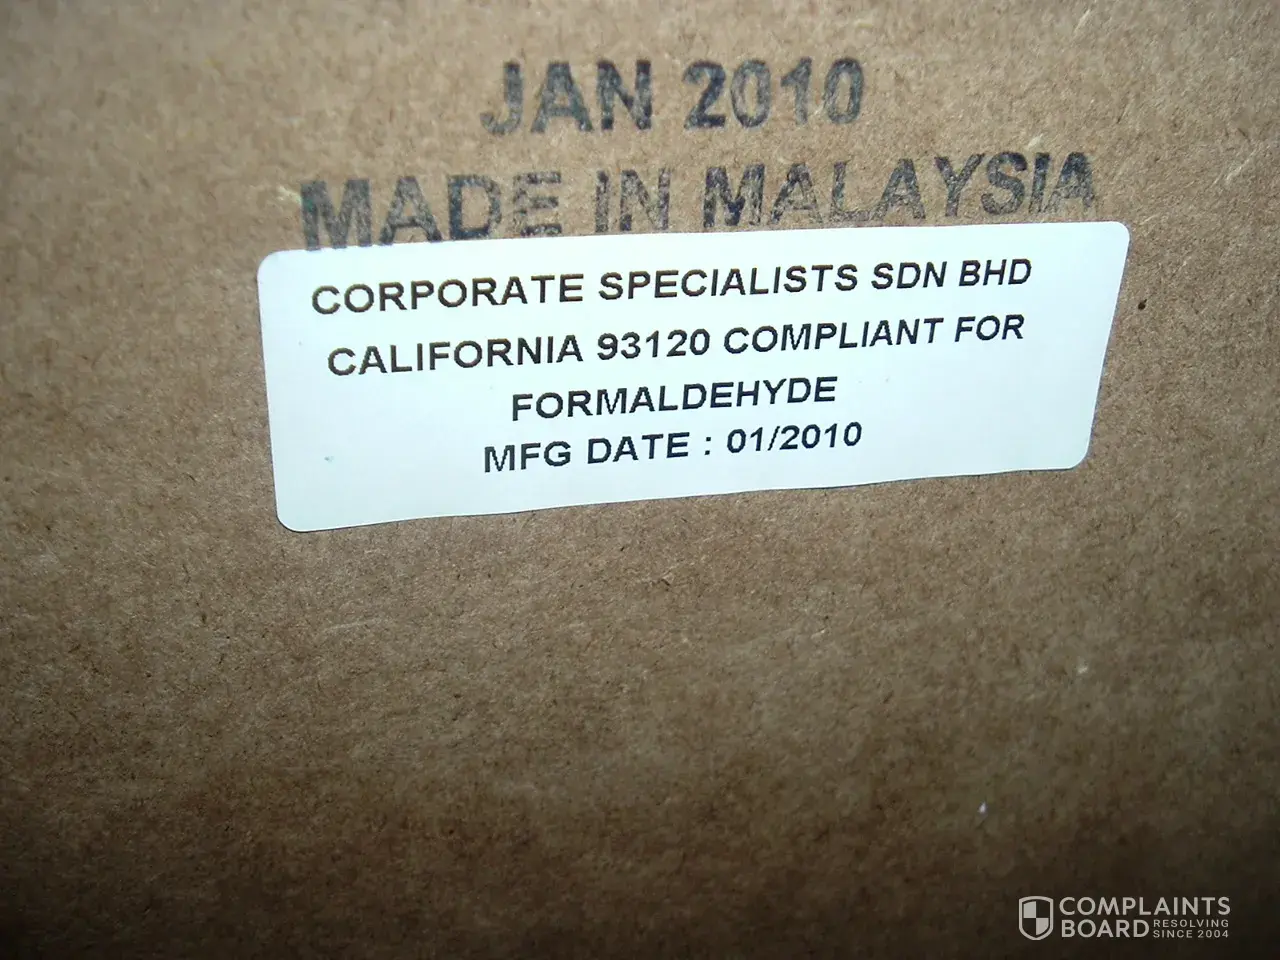 JAN 2010
MADE IN MALAYSIA
CORPORATE SPECIALISTS SDN BHD
CALIFORNIA 93120 COMPLIANT FOR
FORMALDEHYDE
MFG DATE : 01/2010
COMPLAINTS
BOARD RESOLVING
SINCE 2004